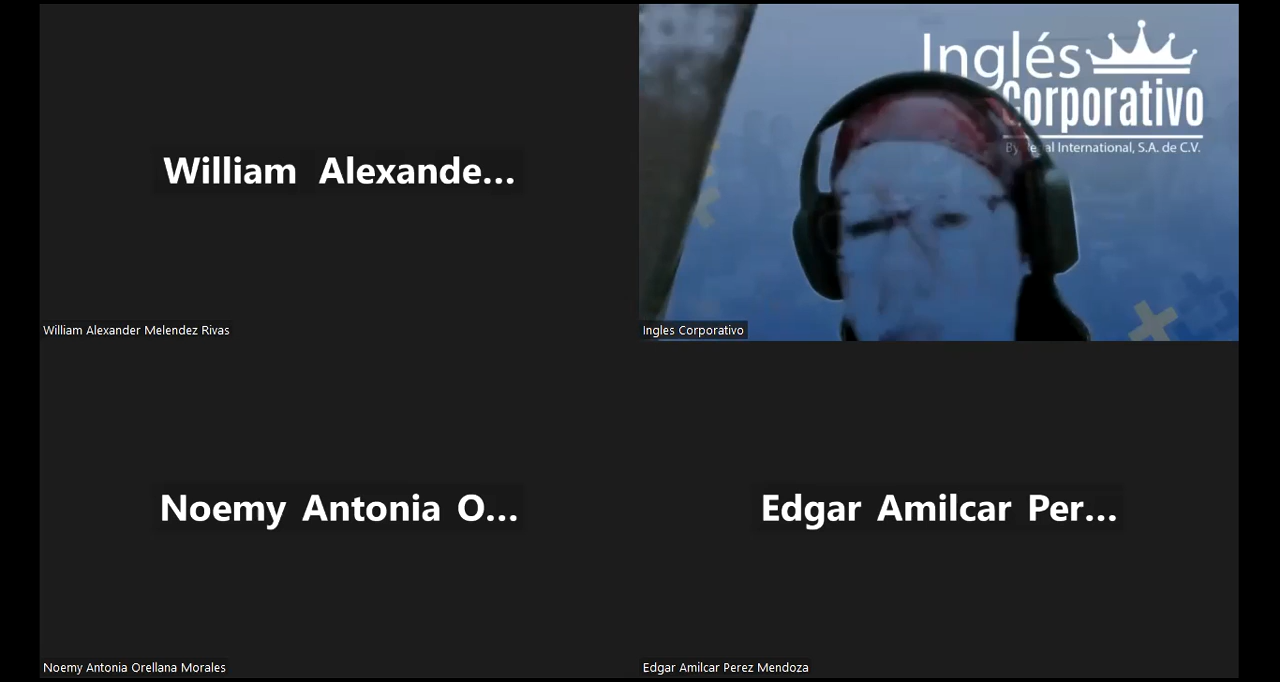 William Alexande...
William Alexander Melendez Rivas
Inglés
Corporativo
International, S.A. de C.V.
Ingles Corporativo
Noemy Antonia O...
Noemy Antonia Orellana Morales
Edgar Amilcar Per...
Edgar Amilcar Perez Mendoza